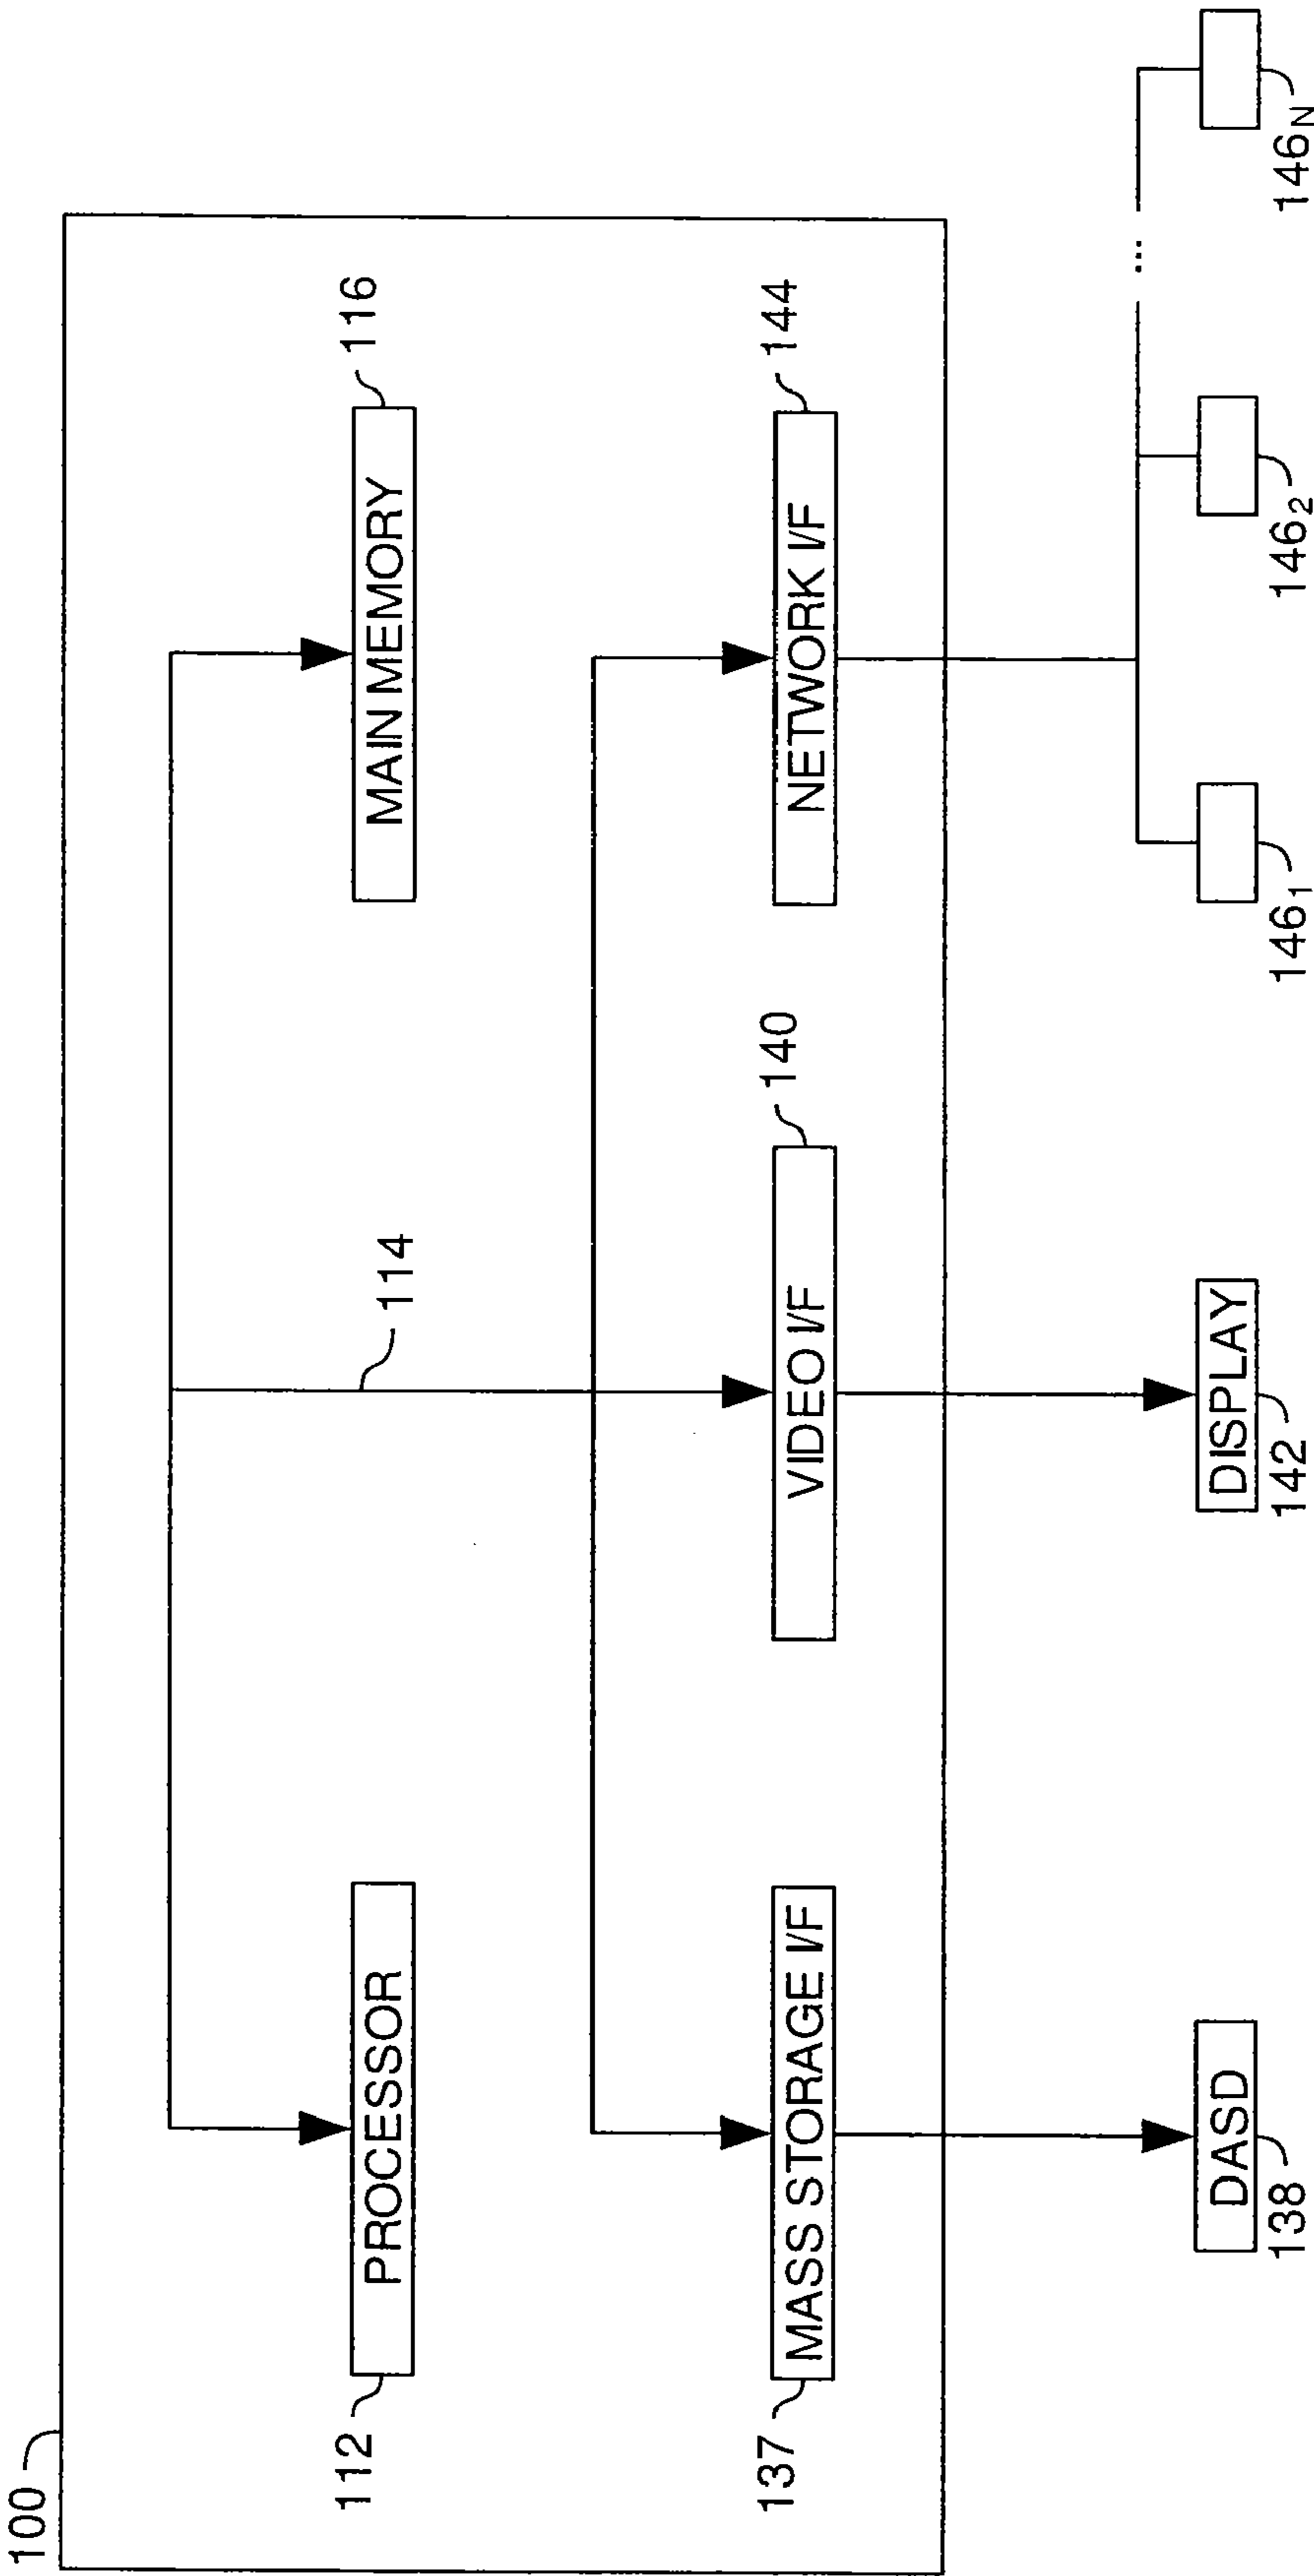 100
112
PROCESSOR
114
MAIN MEMORY
116
137
MASS STORAGE I/F
VIDEO I/F
140
NETWORK I/F
144
DASD
138
DISPLAY
142
...
146₁
146₂
146N